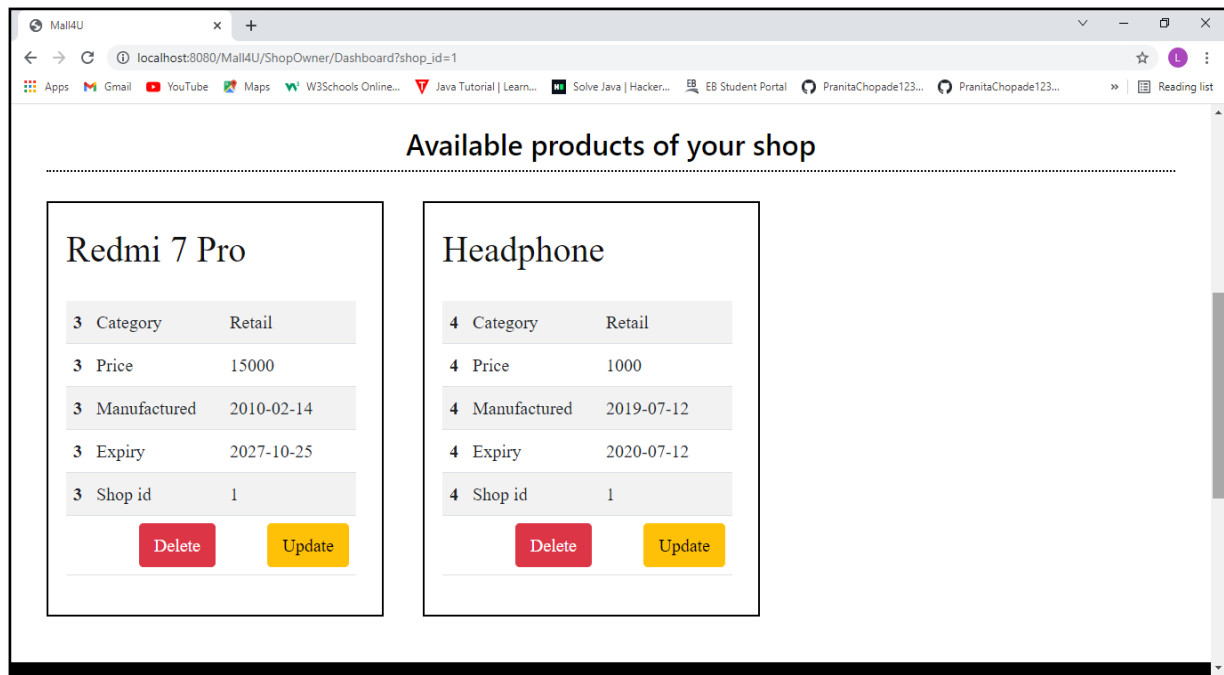 Mall4U
localhost:8080/Mall4U/ShopOwner/Dashboard?shop_id=1
L
Apps Gmail YouTube Maps W3Schools Online... Java Tutorial | Learn... Solve Java | Hacker... EB Student Portal PranitaChopade123... PranitaChopade123... » Reading list
Available products of your shop
Redmi 7 Pro
3 Category Retail
3 Price 15000
3 Manufactured 2010-02-14
3 Expiry 2027-10-25
3 Shop id 1
Delete Update
Headphone
4 Category Retail
4 Price 1000
4 Manufactured 2019-07-12
4 Expiry 2020-07-12
4 Shop id 1
Delete Update